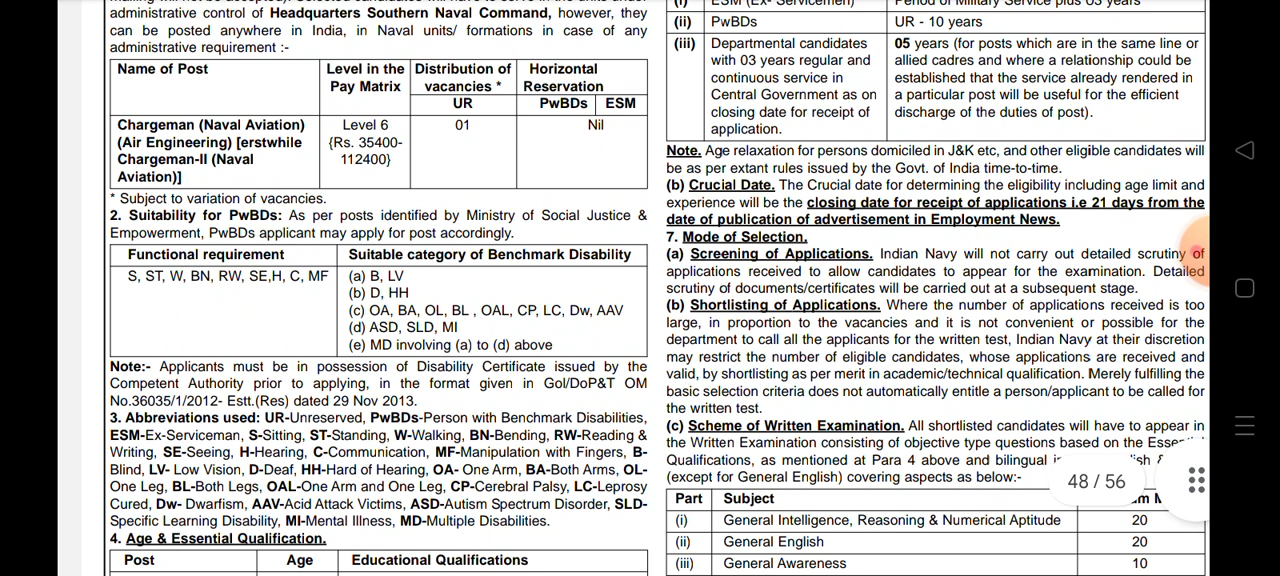 administrative control of Headquarters Southern Naval Command, however, they
can be posted anywhere in India, in Naval units/ formations in case of any
administrative requirement :-
Name of Post
Level in the Pay Matrix
Distribution of vacancies *
Horizontal Reservation
UR
PwBDs
ESM
Chargeman (Naval Aviation)
(Air Engineering) [erstwhile
Chargeman-II (Naval
Aviation)]
Level 6
{Rs. 35400-
112400}
01
Nil
* Subject to variation of vacancies.
2. Suitability for PwBDs: As per posts identified by Ministry of Social Justice &
Empowerment, PwBDs applicant may apply for post accordingly.
Functional requirement
Suitable category of Benchmark Disability
S, ST, W, BN, RW, SE,H, C, MF
(a) B, LV
(b) D, HH
(c) OA, BA, OL, BL , OAL, CP, LC, Dw, AAV
(d) ASD, SLD, MI
(e) MD involving (a) to (d) above
Note:- Applicants must be in possession of Disability Certificate issued by the
Competent Authority prior to applying, in the format given in GoI/DoP&T OM
No.36035/1/2012- Estt.(Res) dated 29 Nov 2013.
3. Abbreviations used: UR-Unreserved, PwBDs-Person with Benchmark Disabilities,
ESM-Ex-Serviceman, S-Sitting, ST-Standing, W-Walking, BN-Bending, RW-Reading &
Writing, SE-Seeing, H-Hearing, C-Communication, MF-Manipulation with Fingers, B-
Blind, LV- Low Vision, D-Deaf, HH-Hard of Hearing, OA- One Arm, BA-Both Arms, OL-
One Leg, BL-Both Legs, OAL-One Arm and One Leg, CP-Cerebral Palsy, LC-Leprosy
Cured, Dw- Dwarfism, AAV-Acid Attack Victims, ASD-Autism Spectrum Disorder, SLD-
Specific Learning Disability, MI-Mental Illness, MD-Multiple Disabilities.
4. Age & Essential Qualification.
Post
Age
Educational Qualifications
(ii)
PwBDs
UR - 10 years
(iii)
Departmental candidates
with 03 years regular and
continuous service in
Central Government as on
closing date for receipt of
application.
05 years (for posts which are in the same line or
allied cadres and where a relationship could be
established that the service already rendered in
a particular post will be useful for the efficient
discharge of the duties of post).
Note. Age relaxation for persons domiciled in J&K etc, and other eligible candidates will
be as per extant rules issued by the Govt. of India time-to-time.
(b) Crucial Date. The Crucial date for determining the eligibility including age limit and
experience will be the closing date for receipt of applications i.e 21 days from the
date of publication of advertisement in Employment News.
7. Mode of Selection.
(a) Screening of Applications. Indian Navy will not carry out detailed scrutiny of
applications received to allow candidates to appear for the examination. Detailed
scrutiny of documents/certificates will be carried out at a subsequent stage.
(b) Shortlisting of Applications. Where the number of applications received is too
large, in proportion to the vacancies and it is not convenient or possible for the
department to call all the applicants for the written test, Indian Navy at their discretion
may restrict the number of eligible candidates, whose applications are received and
valid, by shortlisting as per merit in academic/technical qualification. Merely fulfilling the
basic selection criteria does not automatically entitle a person/applicant to be called for
the written test.
(c) Scheme of Written Examination. All shortlisted candidates will have to appear in
the Written Examination consisting of objective type questions based on the
Qualifications, as mentioned at Para 4 above and bilingual &
(except for General English) covering aspects as below:-
48 / 56
Part
Subject
(i)
General Intelligence, Reasoning & Numerical Aptitude
20
(ii)
General English
20
(iii)
General Awareness
10